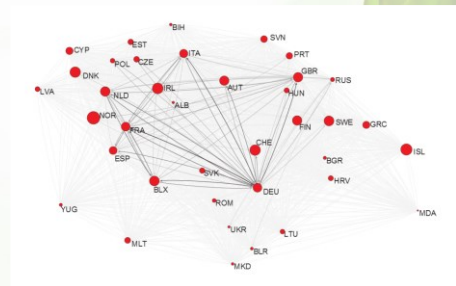 BIH
EST
ITA
SVN
CYP
POL
CZE
PRT
DNK
GBR
RUS
LVA
NLD
IRL
AUT
HUN
ALB
NOR
FRA
FIN
SWE
GRC
ESP
CHE
ISL
BGR
SVK
HRV
BLX
DEU
ROM
YUG
MDA
UKR
LTU
MLT
BLR
MKD